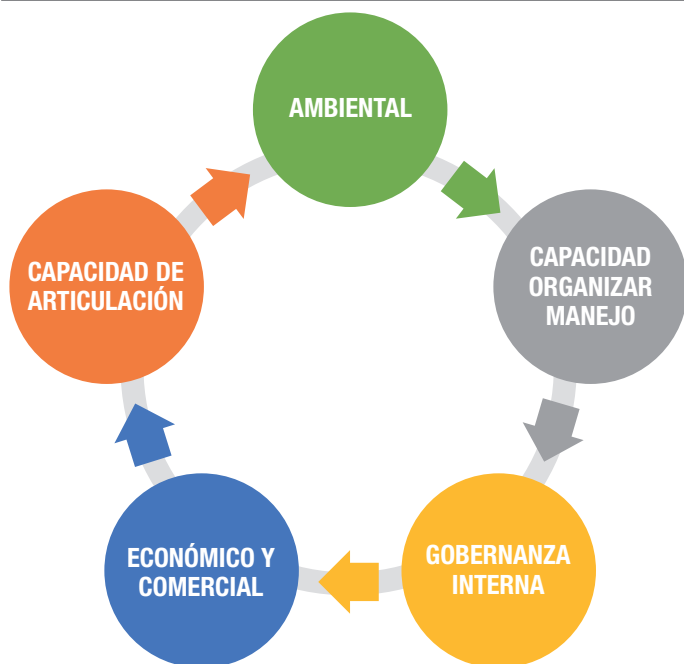 AMBIENTAL
CAPACIDAD
ORGANIZAR
MANEJO
GOBERNANZA
INTERNA
ECONÓMICO Y
COMERCIAL
CAPACIDAD DE
ARTICULACIÓN